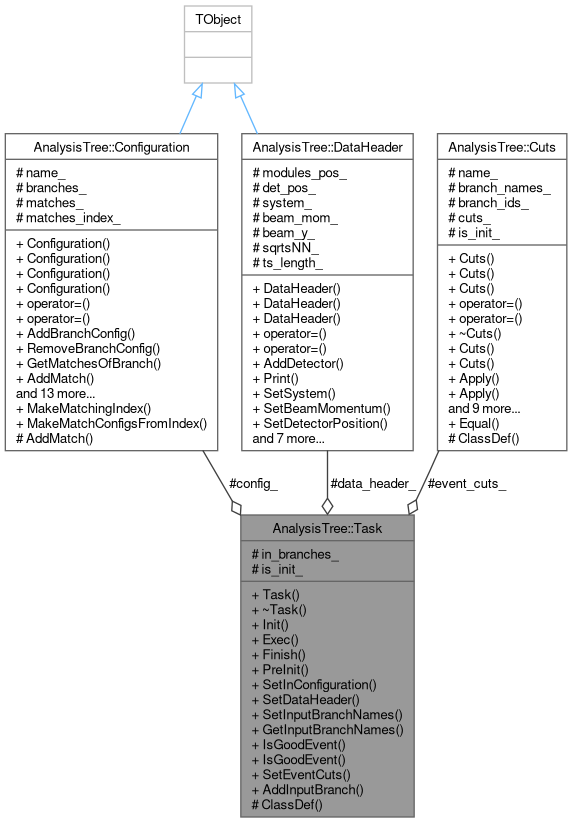 TObject
AnalysisTree::Configuration
# name_
# branches_
# matches_
# matches_index_
+ Configuration()
+ Configuration()
+ Configuration()
+ Configuration()
+ operator=()
+ operator=()
+ AddBranchConfig()
+ RemoveBranchConfig()
+ GetMatchesOfBranch()
+ AddMatch()
and 13 more...
+ MakeMatchingIndex()
+ MakeMatchConfigsFromIndex()
# AddMatch()
AnalysisTree::DataHeader
# modules_pos_
# det_pos_
# system_
# beam_mom_
# beam_y_
# sqrtsNN_
# ts_length_
+ DataHeader()
+ DataHeader()
+ DataHeader()
+ operator=()
+ operator=()
+ AddDetector()
+ Print()
+ SetSystem()
+ SetBeamMomentum()
+ SetDetectorPosition()
and 7 more...
AnalysisTree::Cuts
# name_
# branch_names_
# branch_ids_
# cuts_
# is_init_
+ Cuts()
+ Cuts()
+ Cuts()
+ operator=()
+ operator=()
+ ~Cuts()
+ Cuts()
+ Cuts()
+ Apply()
+ Apply()
and 9 more...
+ Equal()
# ClassDef()
#config_
#data_header_
#event_cuts_
AnalysisTree::Task
# in_branches_
# is_init_
+ Task()
+ ~Task()
+ Init()
+ Exec()
+ Finish()
+ PreInit()
+ SetInConfiguration()
+ SetDataHeader()
+ SetInputBranchNames()
+ GetInputBranchNames()
+ IsGoodEvent()
+ IsGoodEvent()
+ SetEventCuts()
+ AddInputBranch()
# ClassDef()